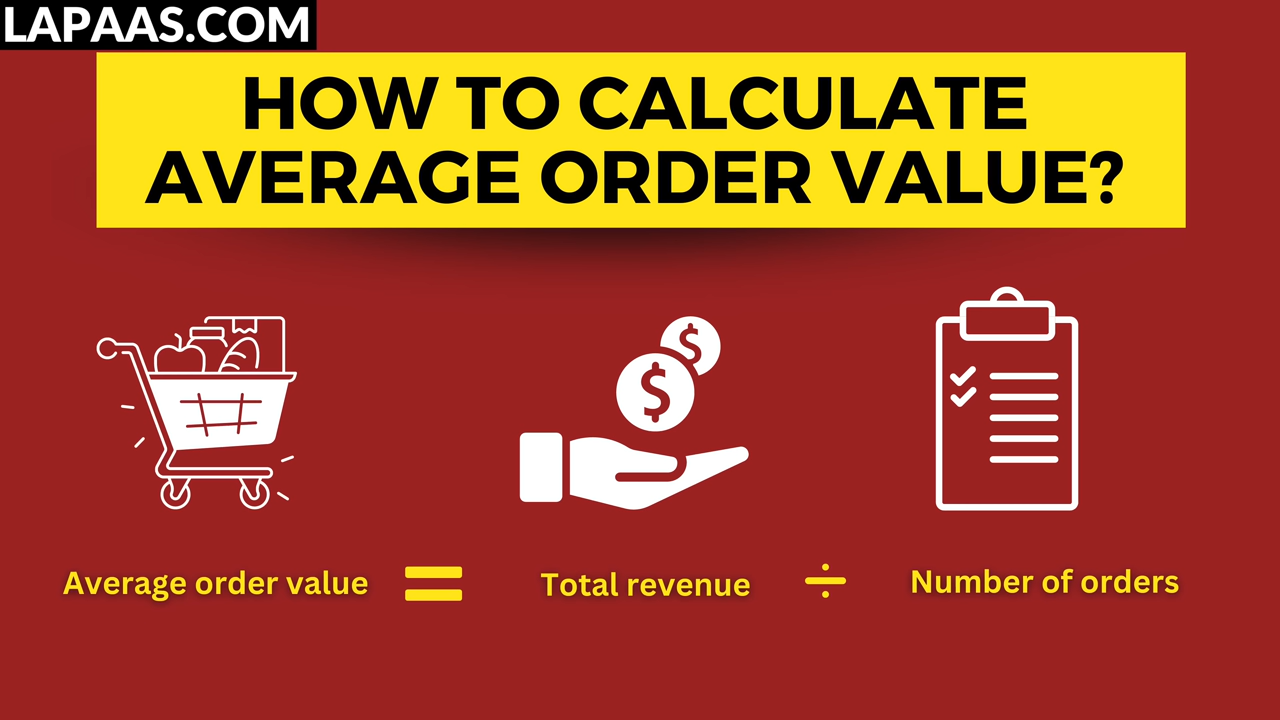 LAPAAS.COM
HOW TO CALCULATE
AVERAGE ORDER VALUE?
$
$
Average order value = Total revenue ÷ Number of orders